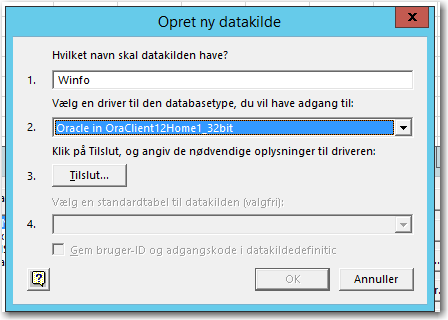 Opret ny datakilde
x
Hvilket navn skal datakilden have?
1. Winfo
Vælg en driver til den databasetype, du vil have adgang til:
2. Oracle in OraClient12Home1_32bit
Klik på Tilslut, og angiv de nødvendige oplysninger til driveren:
3. Tilslut...
Vælg en standardtabel til datakilden (valgfri):
4.
Gem bruger-ID og adgangskode i datakildedefinitic
? OK Annuller